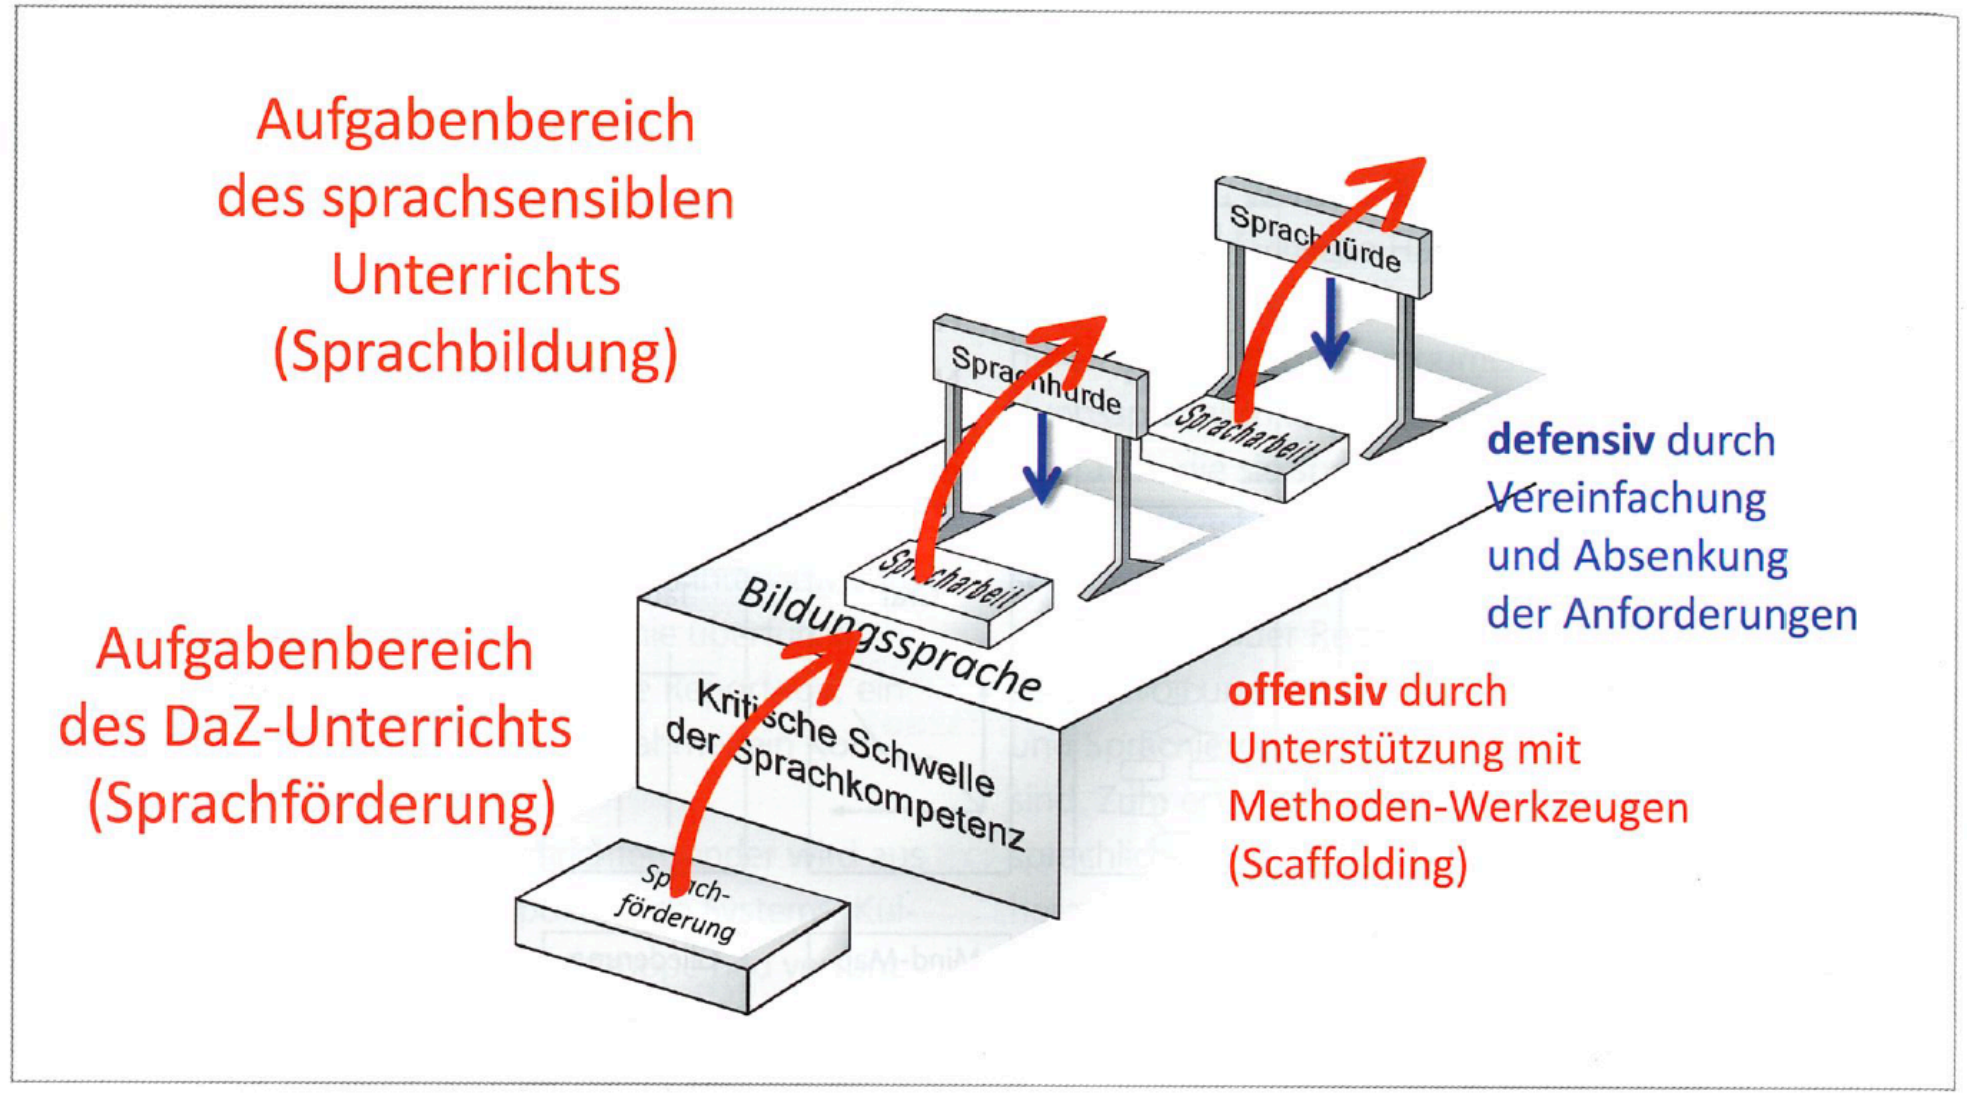 Aufgabenbereich
des sprachsensiblen
Unterrichts
(Sprachbildung)
Sprachhürde
Sprachhürde
Spracharbeit
Spracharbeit
defensiv durch
Vereinfachung
und Absenkung
der Anforderungen
Bildungssprache
Kritische Schwelle
der Sprachkompetenz
Aufgabenbereich
des DaZ-Unterrichts
(Sprachförderung)
offensiv durch
Unterstützung mit
Methoden-Werkzeugen
(Scaffolding)
Sprach-
förderung